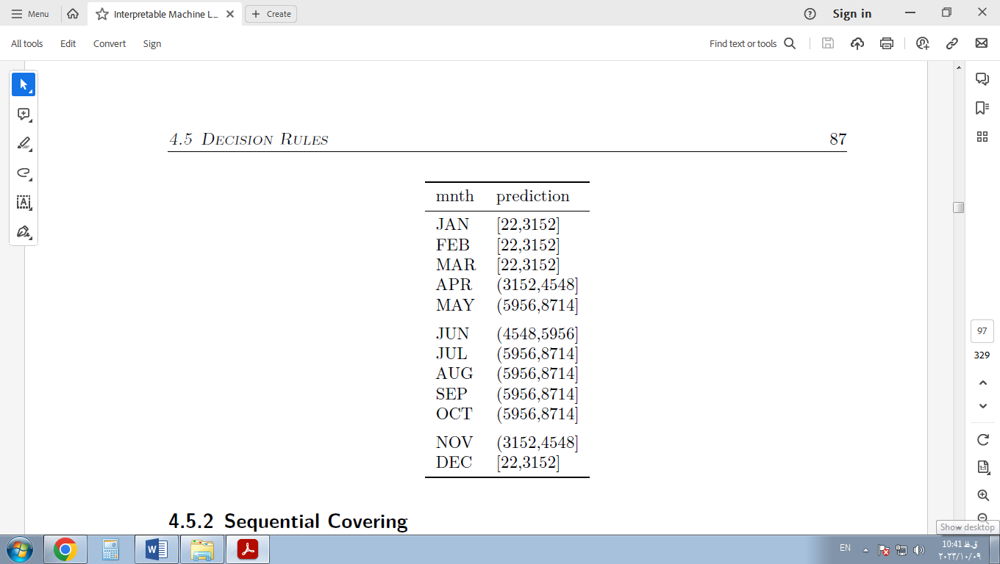 Menu
Interpretable Machine L...
Create
Sign in
All tools
Edit
Convert
Sign
Find text or tools
4.5 Decision Rules 87
mnth prediction
JAN [22,3152]
FEB [22,3152]
MAR [22,3152]
APR (3152,4548]
MAY (5956,8714]
JUN (4548,5956]
JUL (5956,8714]
AUG (5956,8714]
SEP (5956,8714]
OCT (5956,8714]
NOV (3152,4548]
DEC [22,3152]
4.5.2 Sequential Covering
97
329
1:1
Show desktop
EN
10:41 ق.ظ
۲۰۲۳/۱۰/۰۹